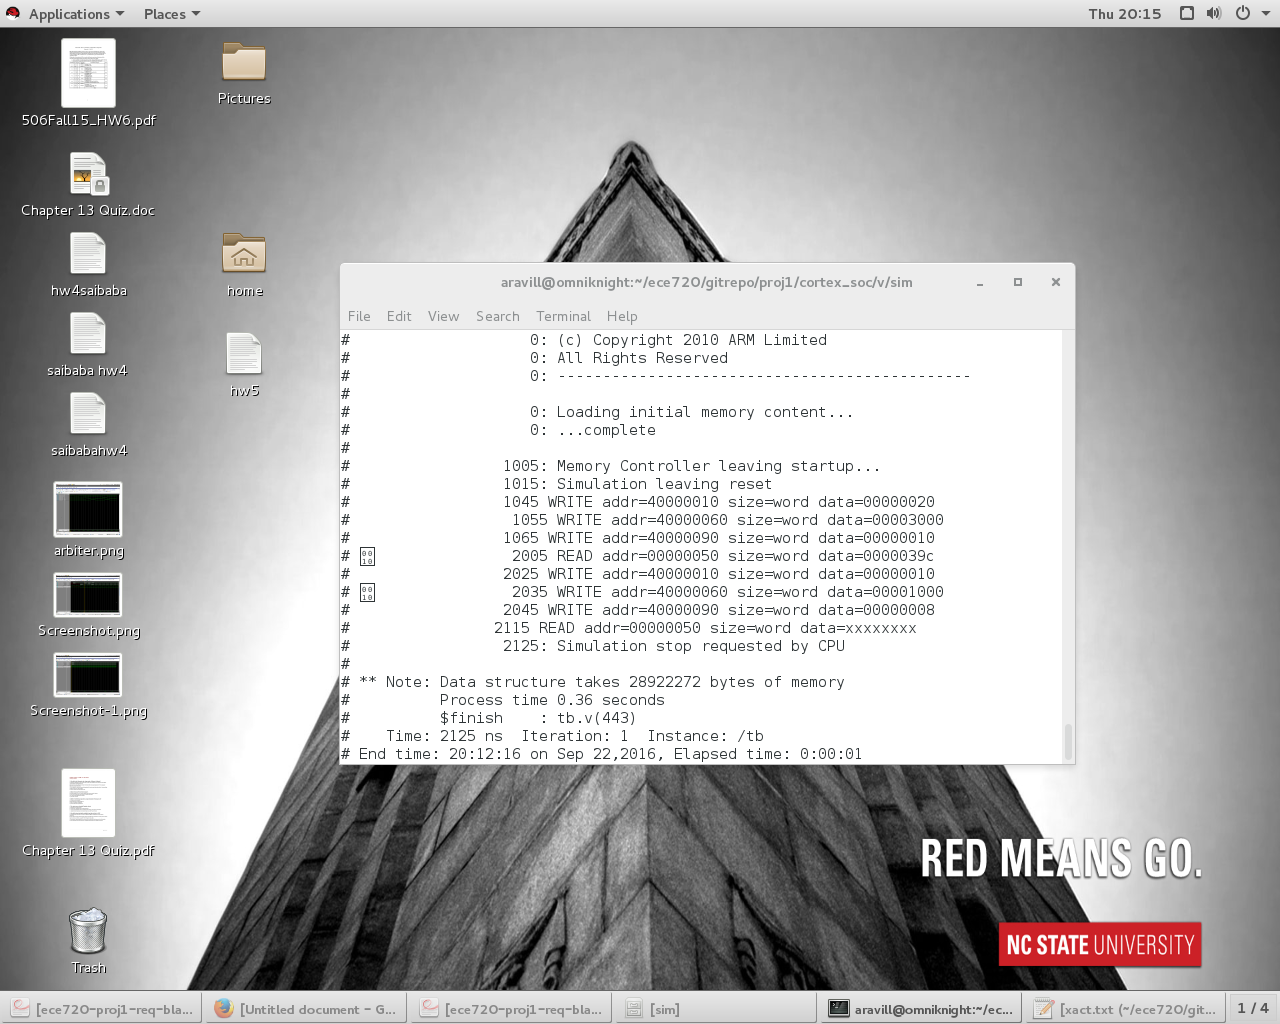 Applications Places Thu 20:15
506Fall15_HW6.pdf
Pictures
Chapter 13 Quiz.doc
hw4saibaba
home
saibaba hw4
hw5
saibabahw4
arbiter.png
Screenshot.png
Screenshot-1.png
Chapter 13 Quiz.pdf
Trash
aravill@omniknight:~/ece720/gitrepo/proj1/cortex_soc/v/sim
File Edit View Search Terminal Help
# 0: (c) Copyright 2010 ARM Limited
# 0: All Rights Reserved
# 0: ----------------------------------------------
#
# 0: Loading initial memory content...
# 0: ...complete
#
# 1005: Memory Controller leaving startup...
# 1015: Simulation leaving reset
# 1045 WRITE addr=40000010 size=word data=00000020
# 1055 WRITE addr=40000060 size=word data=00003000
# 1065 WRITE addr=40000090 size=word data=00000010
# 2005 READ addr=00000050 size=word data=0000039c
# 2025 WRITE addr=40000010 size=word data=00000010
# 2035 WRITE addr=40000060 size=word data=00001000
# 2045 WRITE addr=40000090 size=word data=00000008
# 2115 READ addr=00000050 size=word data=xxxxxxxx
# 2125: Simulation stop requested by CPU
#
# ** Note: Data structure takes 28922272 bytes of memory
# Process time 0.36 seconds
# $finish : tb.v(443)
# Time: 2125 ns Iteration: 1 Instance: /tb
# End time: 20:12:16 on Sep 22,2016, Elapsed time: 0:00:01
RED MEANS GO.
NC STATE UNIVERSITY
[ece720-proj1-req-bla... [Untitled document - G... [ece720-proj1-req-bla... [sim] aravill@omniknight:~/ec... [xact.txt (~/ece720/git... 1 / 4